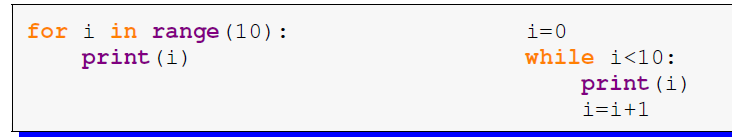 for i in range(10):
    print(i)
i=0
while i<10:
    print(i)
    i=i+1